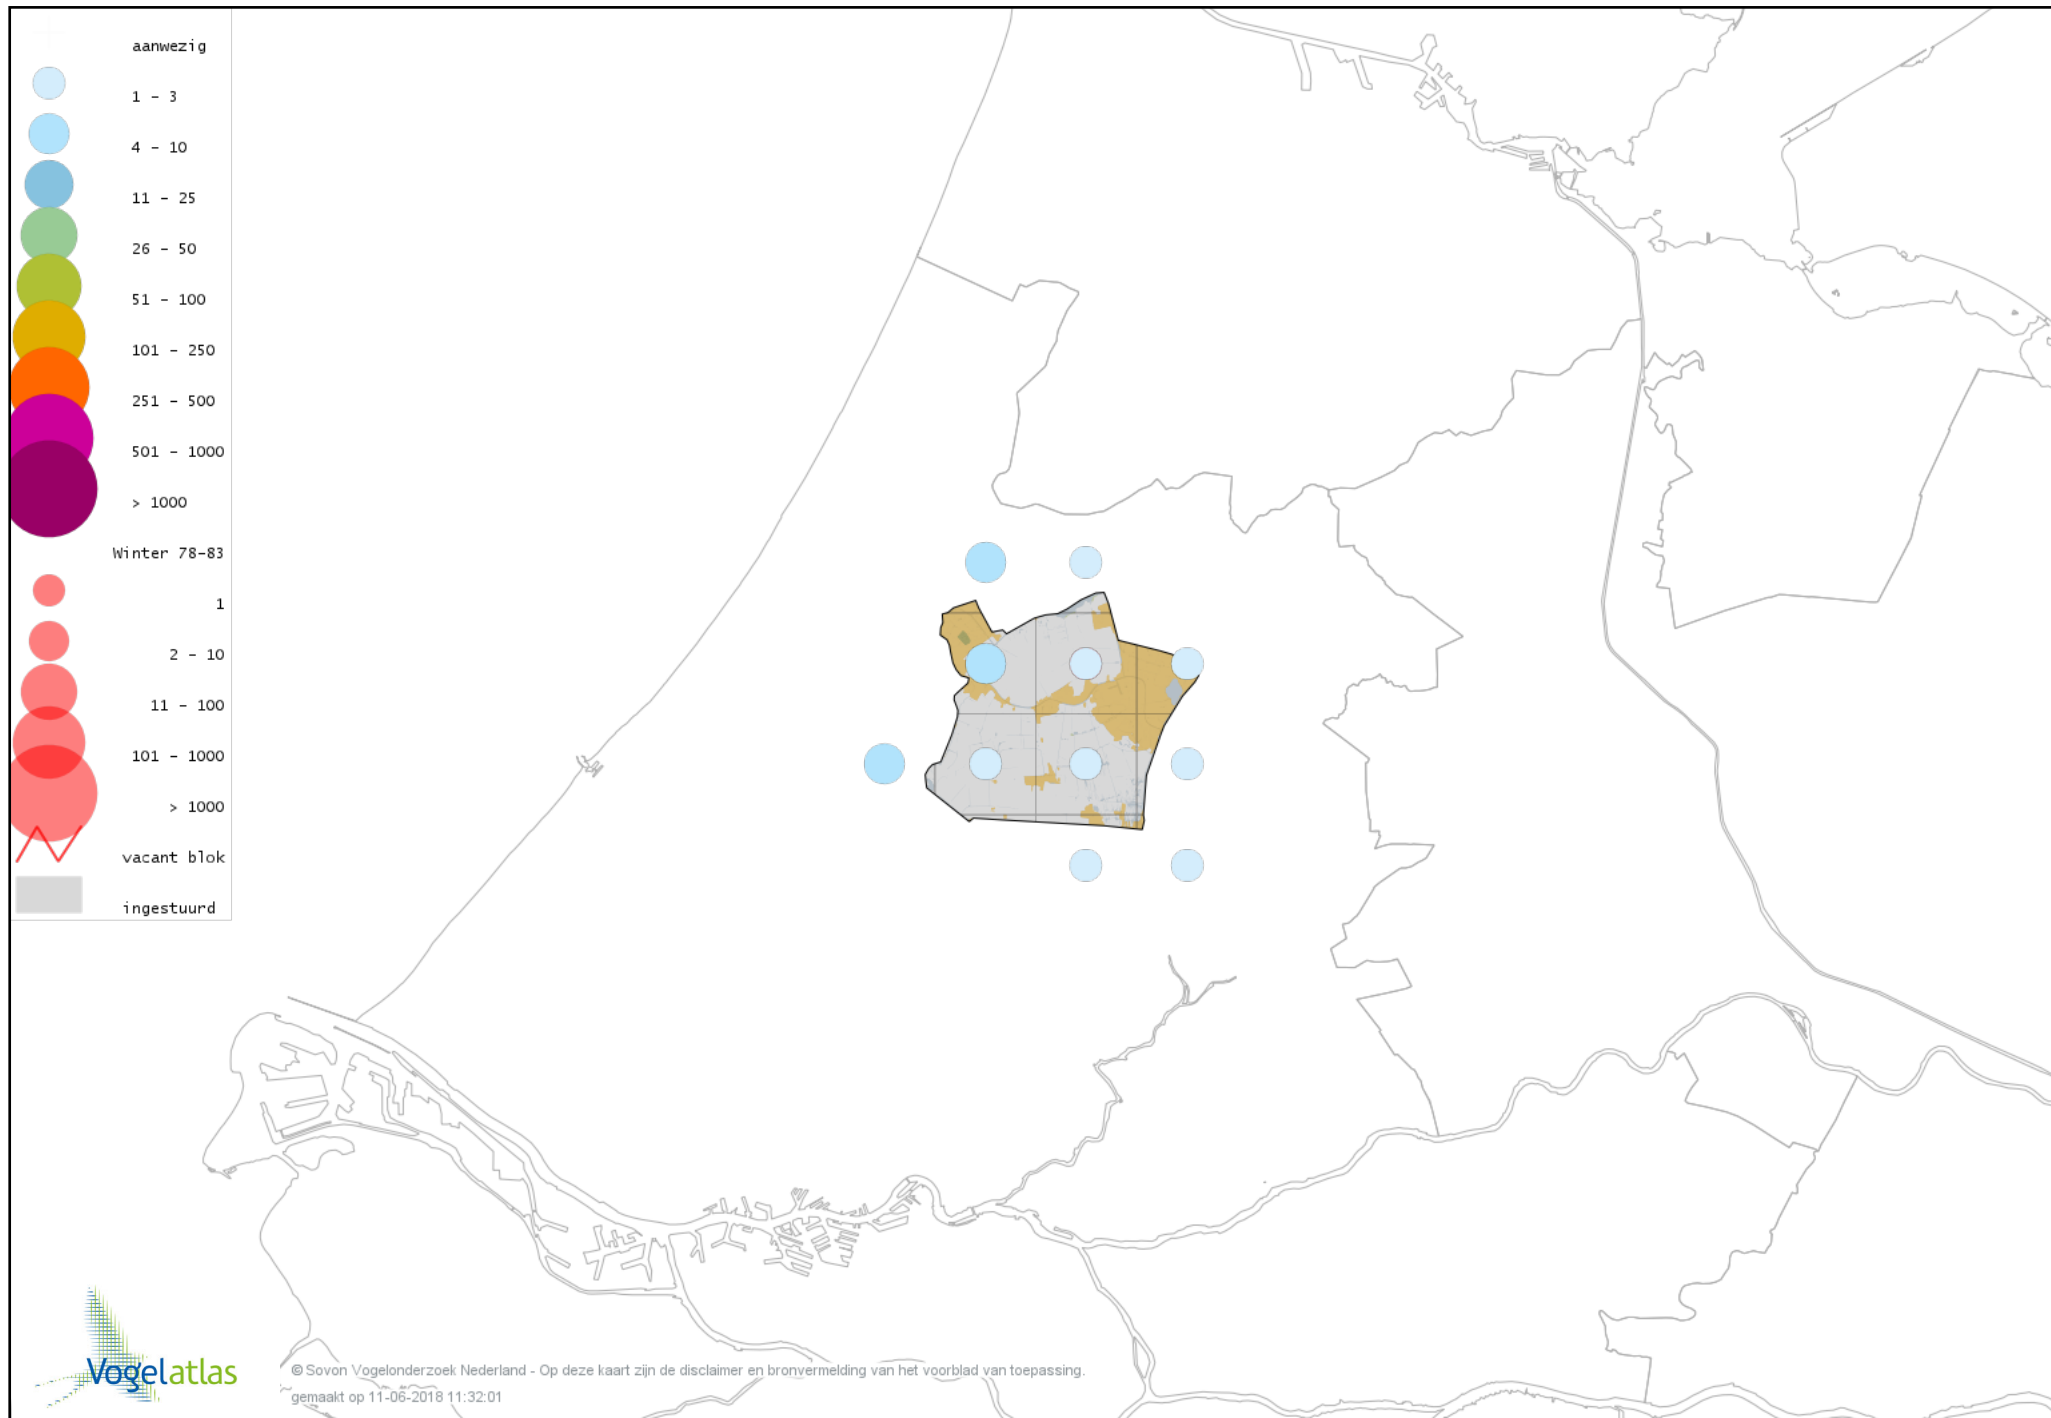 aanwezig
1 - 3
4 - 10
11 - 25
26 - 50
51 - 100
101 - 250
251 - 500
501 - 1000
> 1000
Winter 78-83
1
2 - 10
11 - 100
101 - 1000
> 1000
vacant blok
ingestuurd
Vogelatlas
© Sovon Vogelonderzoek Nederland - Op deze kaart zijn de disclaimer en bronvermelding van het voorblad van toepassing.
gemaakt op 11-06-2018 11:32:01